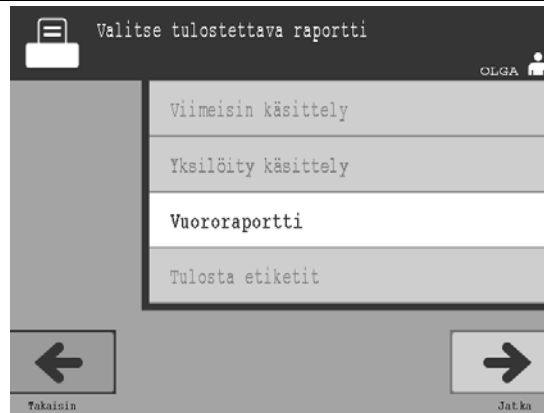 Valitse tulostettava raportti
OLGA
Viimeisin käsittely
Yksilöity käsittely
Vuororaportti
Tulosta etiketit
Takaisin
Jatka